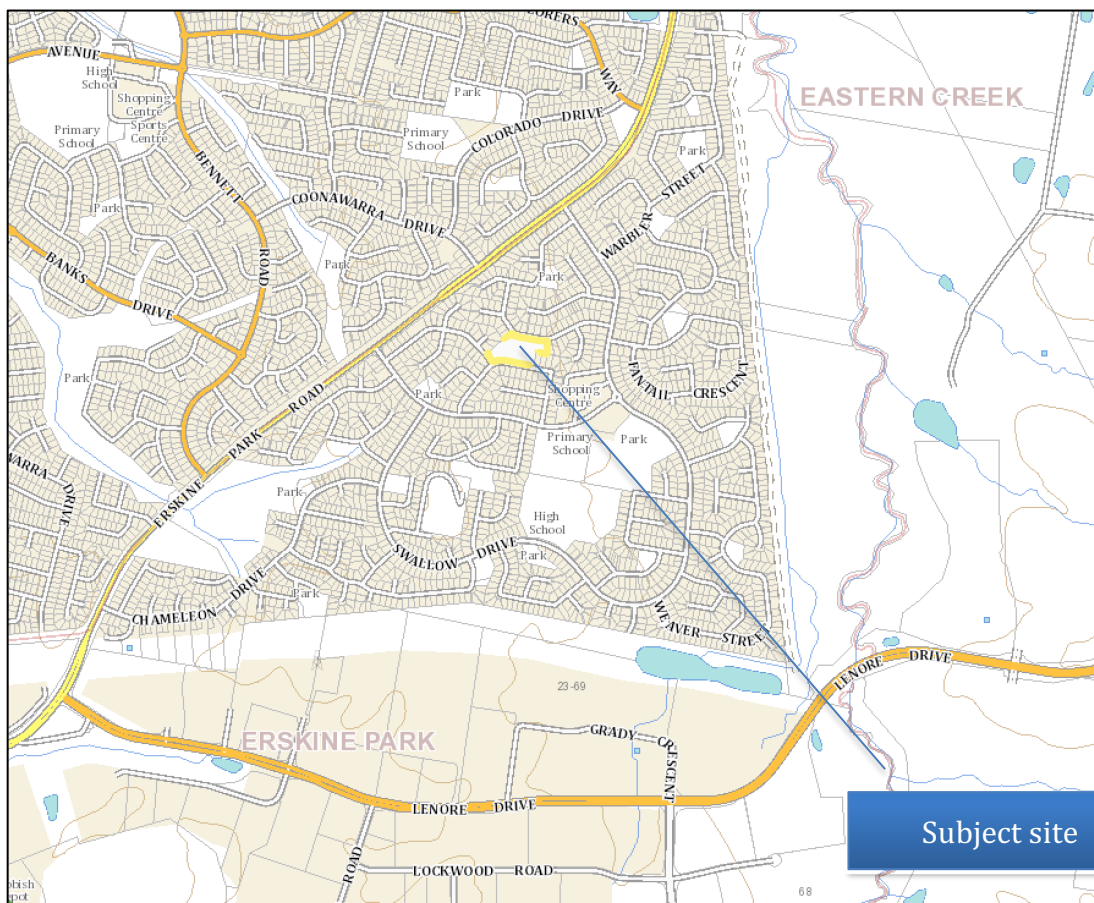 ORERS
WAY
AVENUE
High
School
Shopping
Centre
Sports
Centre
Primary
School
Park
EASTERN CREEK
Primary
School
COLORADO DRIVE
Park
BENNETT
ROAD
COONAWARRA DRIVE
WARBLER STREET
Park
Park
Park
BANKS
DRIVE
Park
FANTAIL CRESCENT
Shopping
Centre
Park
Primary
School
Park
ERSKINE PARK ROAD
WARRA
DRIVE
Park
High
School
Park
SWALLOW DRIVE
CHAMELEON DRIVE
Park
WEAVER STREET
LENORE DRIVE
23-69
ERSKINE PARK
GRADY CRESCENT
LENORE DRIVE
Subject site
ROAD
LOCKWOOD ROAD
bbish
epot
68